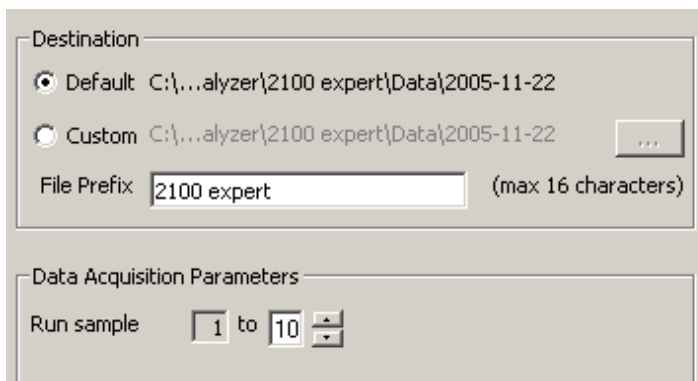 Destination
Default C:\...alyzer\2100 expert\Data\2005-11-22
Custom C:\...alyzer\2100 expert\Data\2005-11-22 ...
File Prefix 2100 expert (max 16 characters)
Data Acquisition Parameters
Run sample 1 to 10